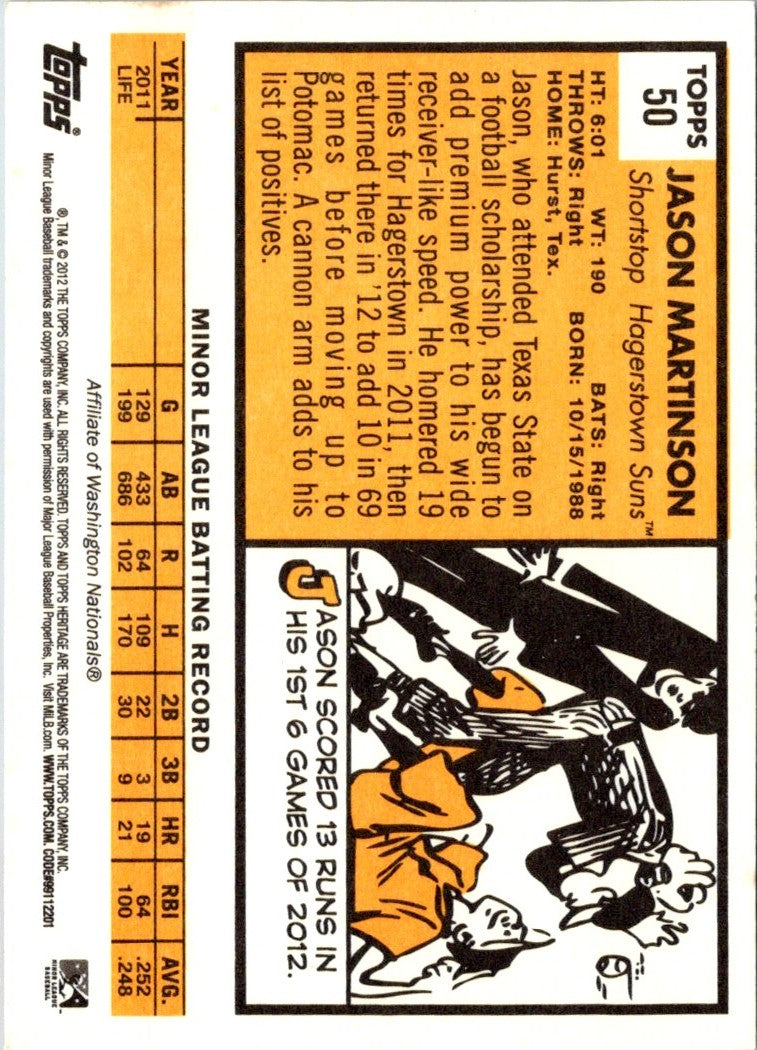 TOPPS
50
JASON MARTINSON
Shortstop Hagerstown Suns™
HT: 6:01 WT: 190 BATS: Right
THROWS: Right BORN: 10/15/1988
HOME: Hurst, Tex.
Jason, who attended Texas State on
a football scholarship, has begun to
add premium power to his wide
receiver-like speed. He homered 19
times for Hagerstown in 2011, then
returned there in '12 to add 10 in 69
games before moving up to
Potomac. A cannon arm adds to his
list of positives.
JASON SCORED 13 RUNS IN
HIS 1ST 6 GAMES OF 2012.
MINOR LEAGUE BATTING RECORD
YEAR G AB R H 2B 3B HR RBI AVG.
2011 129 433 64 109 22 3 19 64 .252
LIFE 199 686 102 170 30 9 21 100 .248
Affiliate of Washington Nationals®
topps®
®, TM & © 2012 THE TOPPS COMPANY, INC. ALL RIGHTS RESERVED. TOPPS AND TOPPS HERITAGE ARE TRADEMARKS OF THE TOPPS COMPANY, INC.
Minor League Baseball trademarks and copyrights are used with permission of Major League Baseball Properties, Inc. Visit MiLB.com. WWW.TOPPS.COM. CODE#99112201
MINOR LEAGUE
BASEBALL